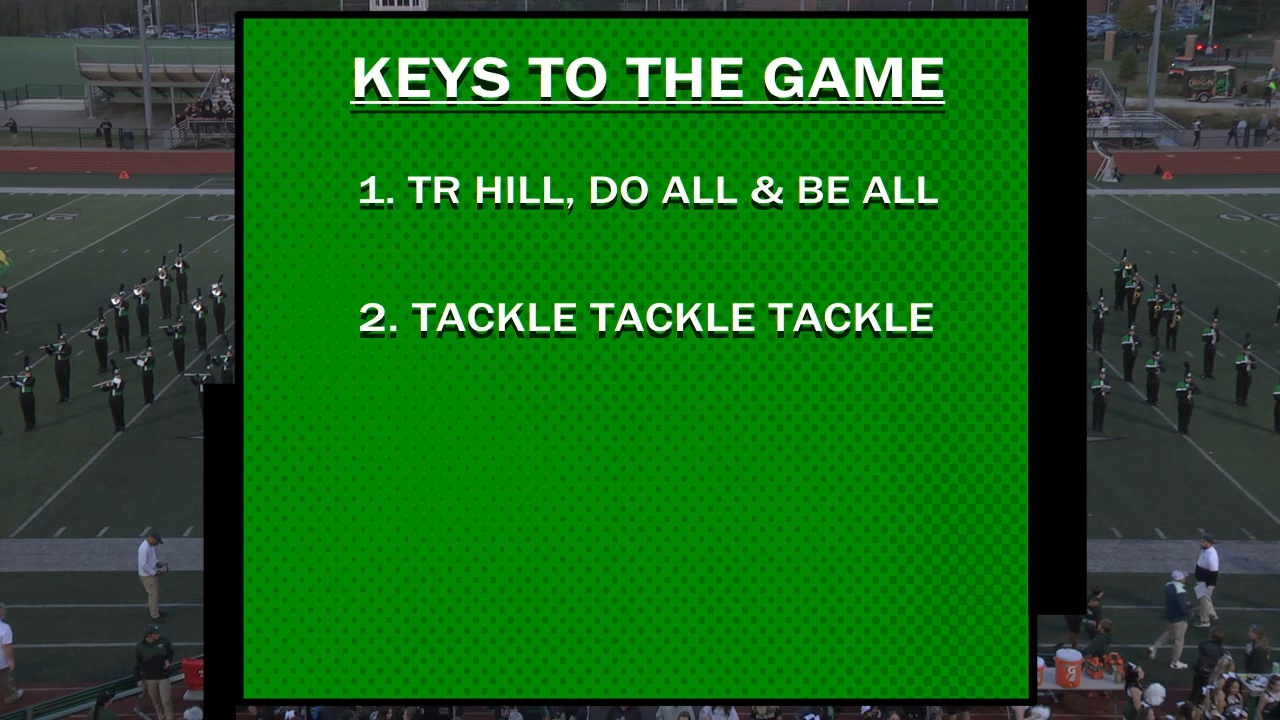 KEYS TO THE GAME
1. TR HILL, DO ALL & BE ALL
2. TACKLE TACKLE TACKLE